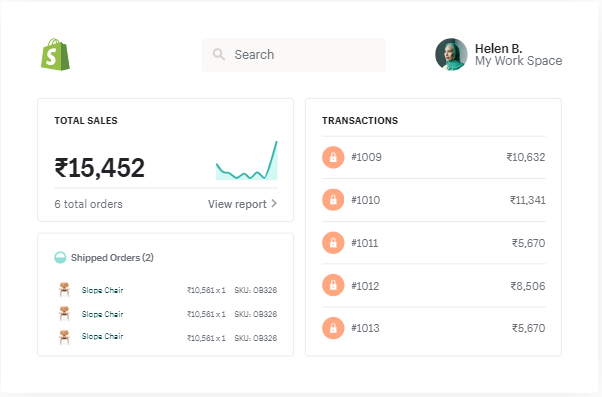 Search
Helen B.
My Work Space
TOTAL SALES
₹15,452
6 total orders
View report
Shipped Orders (2)
Slope Chair ₹10,561 x 1 SKU: OB326
Slope Chair ₹10,561 x 1 SKU: OB326
Slope Chair ₹10,561 x 1 SKU: OB326
TRANSACTIONS
#1009 ₹10,632
#1010 ₹11,341
#1011 ₹5,670
#1012 ₹8,506
#1013 ₹5,670